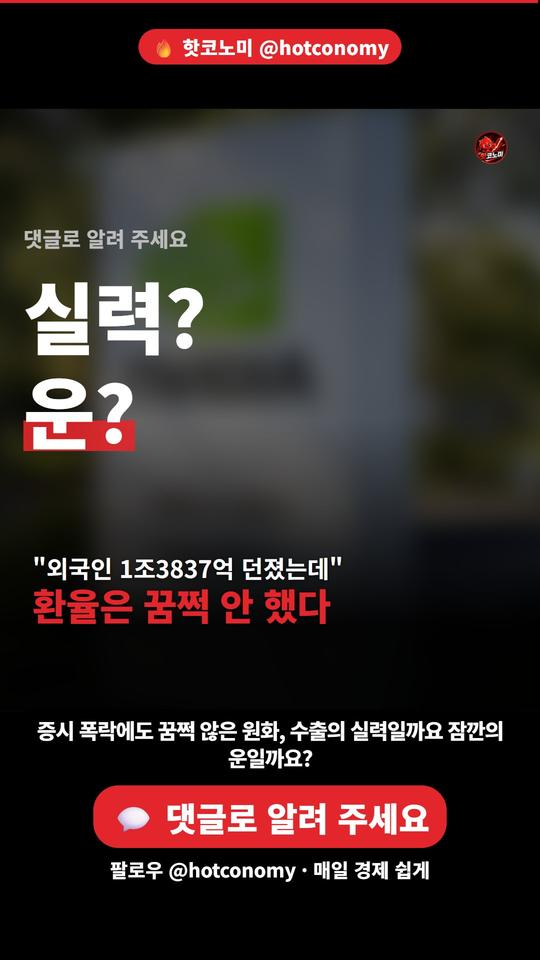 핫코노미 @hotconomy
코노미
댓글로 알려 주세요
실력?
운?
"외국인 1조3837억 던졌는데"
환율은 꿈쩍 안 했다
증시 폭락에도 꿈쩍 않은 원화, 수출의 실력일까요 잠깐의
운일까요?
댓글로 알려 주세요
팔로우 @hotconomy · 매일 경제 쉽게